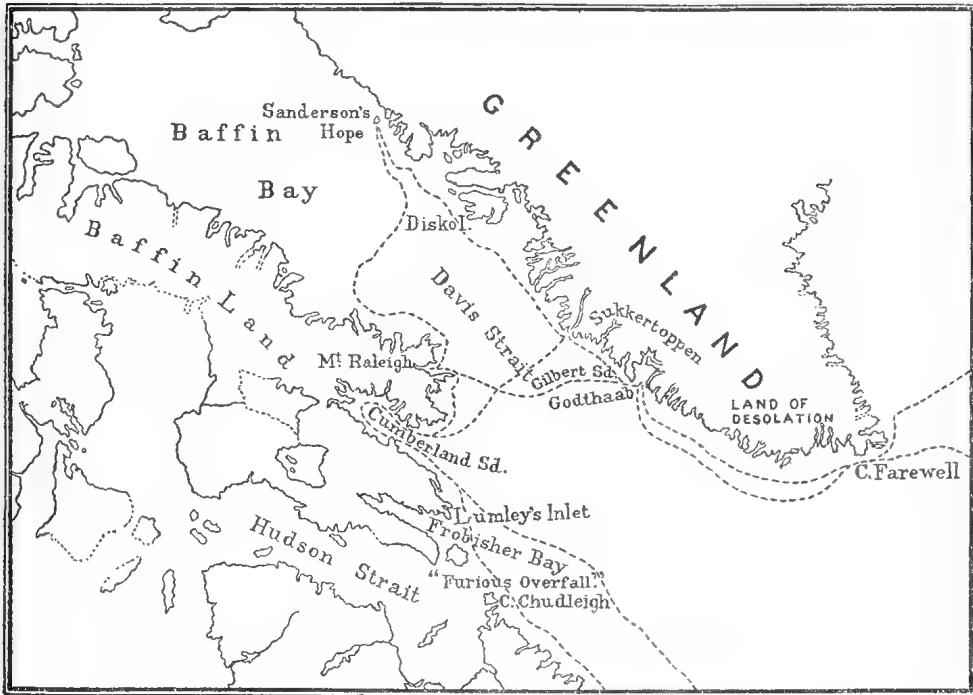 GREENLAND
Sanderson's
Hope
Baffin
Bay
Disko I.
Baffin Land
Davis Strait
Sukkertoppen
Mt. Raleigh
Gilbert Sd.
Godthaab
LAND OF
DESOLATION
Cumberland Sd.
C. Farewell
Lumley's Inlet
Frobisher Bay
Hudson Strait
"Furious Overfall."
C. Chudleigh